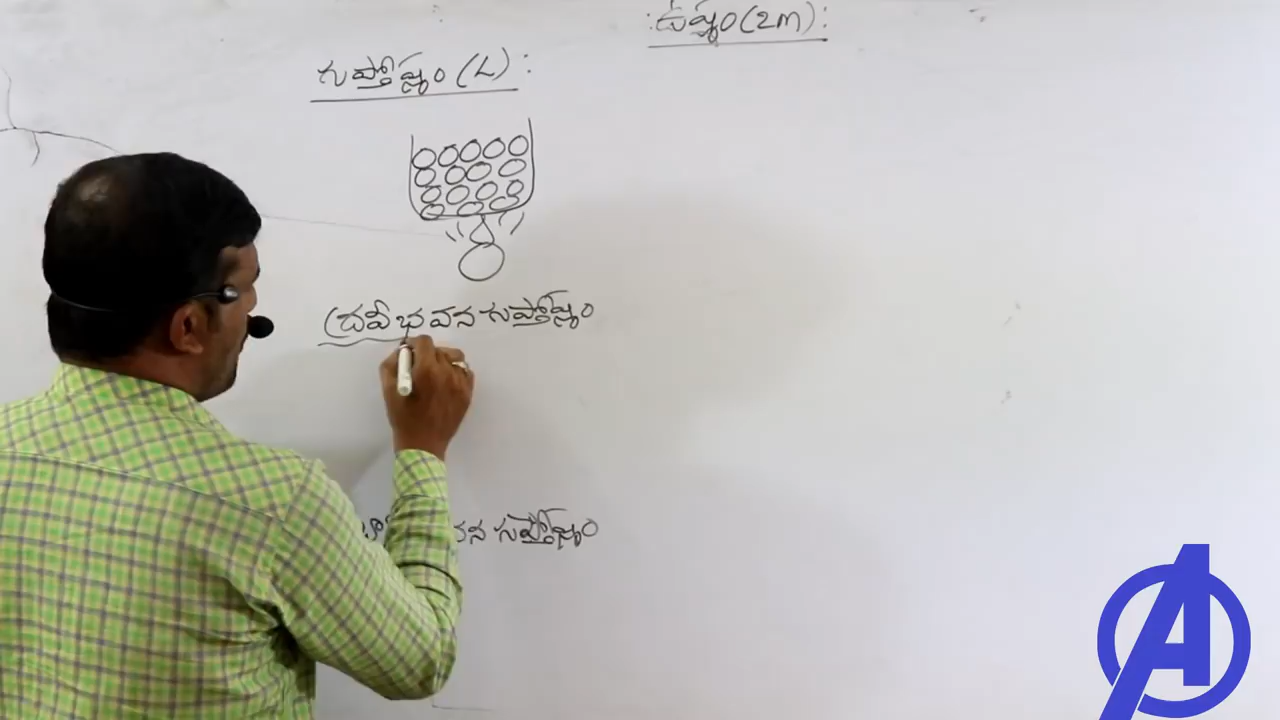 ఉష్ణం(2m):
గుప్తోష్ణం(L):
ద్రవీభవన గుప్తోష్ణం
గుప్తోష్ణం